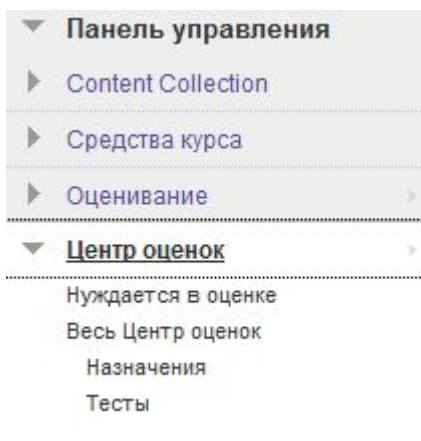 Панель управления
Content Collection
Средства курса
Оценивание
Центр оценок
Нуждается в оценке
Весь Центр оценок
Назначения
Тесты